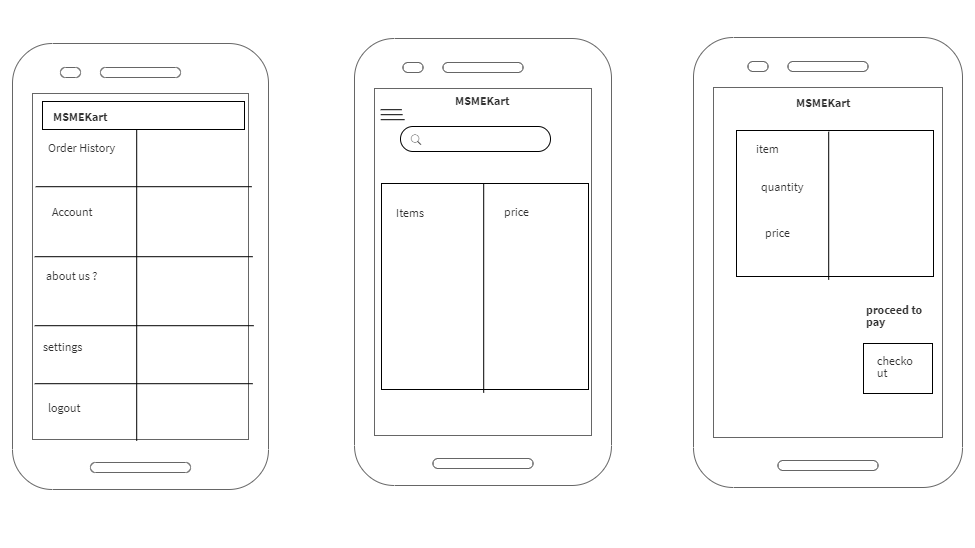 MSMEKart
Order History
Account
about us ?
settings
logout
MSMEKart
Items
price
MSMEKart
item
quantity
price
proceed to
pay
checko
ut